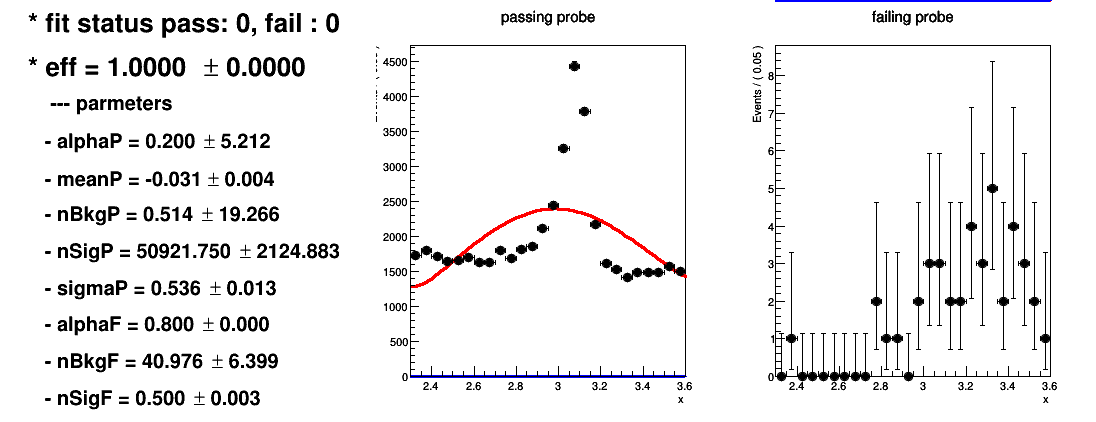 * fit status pass: 0, fail : 0
* eff = 1.0000 ± 0.0000
--- parmeters
- alphaP = 0.200 ± 5.212
- meanP = -0.031 ± 0.004
- nBkgP = 0.514 ± 19.266
- nSigP = 50921.750 ± 2124.883
- sigmaP = 0.536 ± 0.013
- alphaF = 0.800 ± 0.000
- nBkgF = 40.976 ± 6.399
- nSigF = 0.500 ± 0.003
passing probe
4500
4000
3500
3000
2500
2000
1500
1000
500
0
2.4 2.6 2.8 3 3.2 3.4 3.6
x
failing probe
Events / ( 0.05 )
8
7
6
5
4
3
2
1
0
2.4 2.6 2.8 3 3.2 3.4 3.6
x